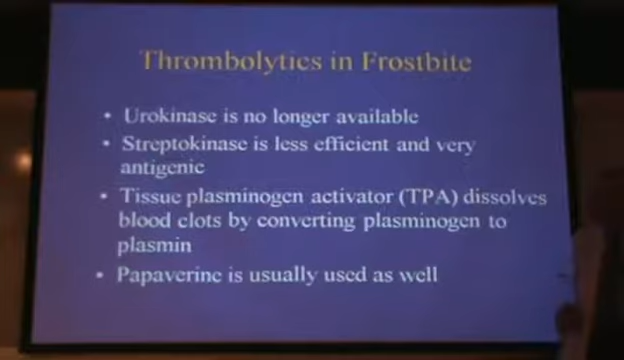 Thrombolytics in Frostbite
• Urokinase is no longer available
• Streptokinase is less efficient and very
antigenic
• Tissue plasminogen activator (TPA) dissolves
blood clots by converting plasminogen to
plasmin
• Papaverine is usually used as well